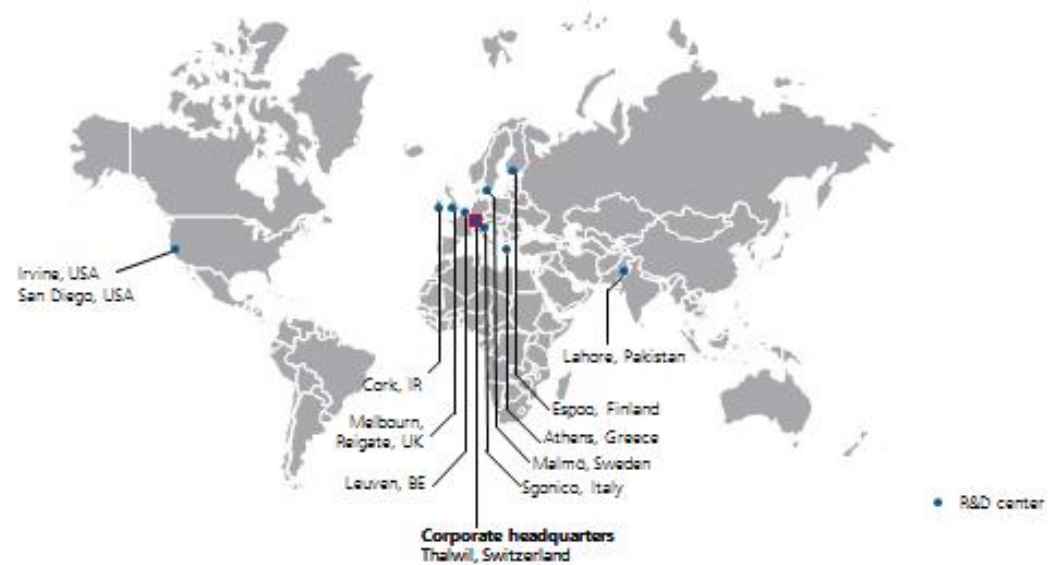 Irvine, USA
San Diego, USA
Lahore, Pakistan
Cork, IR
Espoo, Finland
Melbourn,
Reigate, UK
Athens, Greece
Malmö, Sweden
Leuven, BE
Sgonico, Italy
R&D center
Corporate headquarters
Thalwil, Switzerland